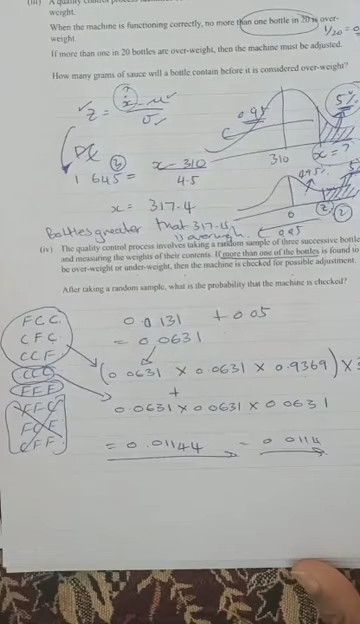 (iii) A quality control process
weight.
When the machine is functioning correctly, no more than one bottle in 20 is over-
weight.
1/20 = 0
If more than one in 20 bottles are over-weight, then the machine must be adjusted.
How many grams of sauce will a bottle contain before it is considered over-weight?
z = x - μ
σ
0.95
5%
310
x = ?
1.645 = x - 310
4.5
0
x = 317.4
Bottles greater than 317.4
0.95
(iv) The quality control process involves taking a random sample of three successive bottles
and measuring the weights of their contents. If more than one of the bottles is found to
be over-weight or under-weight, then the machine is checked for possible adjustment.
After taking a random sample, what is the probability that the machine is checked?
FCC
CFC
CCF
CCC
FFF
FFC
FCF
CFF
0.0131 + 0.05
= 0.0631
(0.0631 × 0.0631 × 0.9369) × 3
+
0.0631 × 0.0631 × 0.0631
= 0.01144 = 0.0114